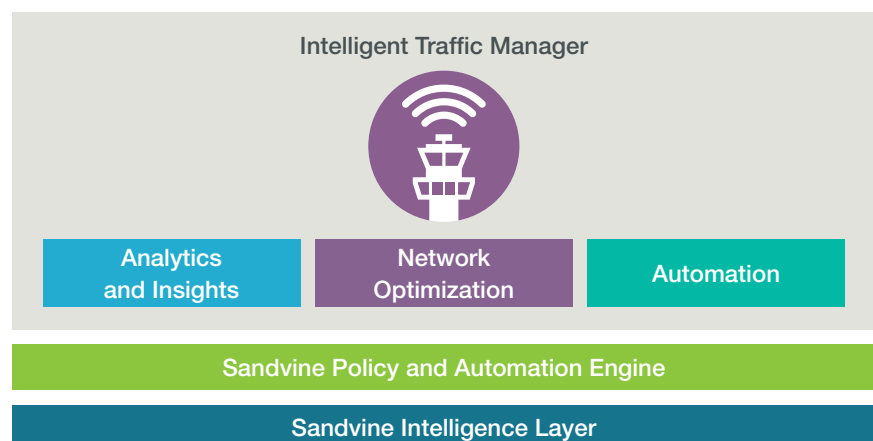 Intelligent Traffic Manager
Analytics
and Insights
Network
Optimization
Automation
Sandvine Policy and Automation Engine
Sandvine Intelligence Layer